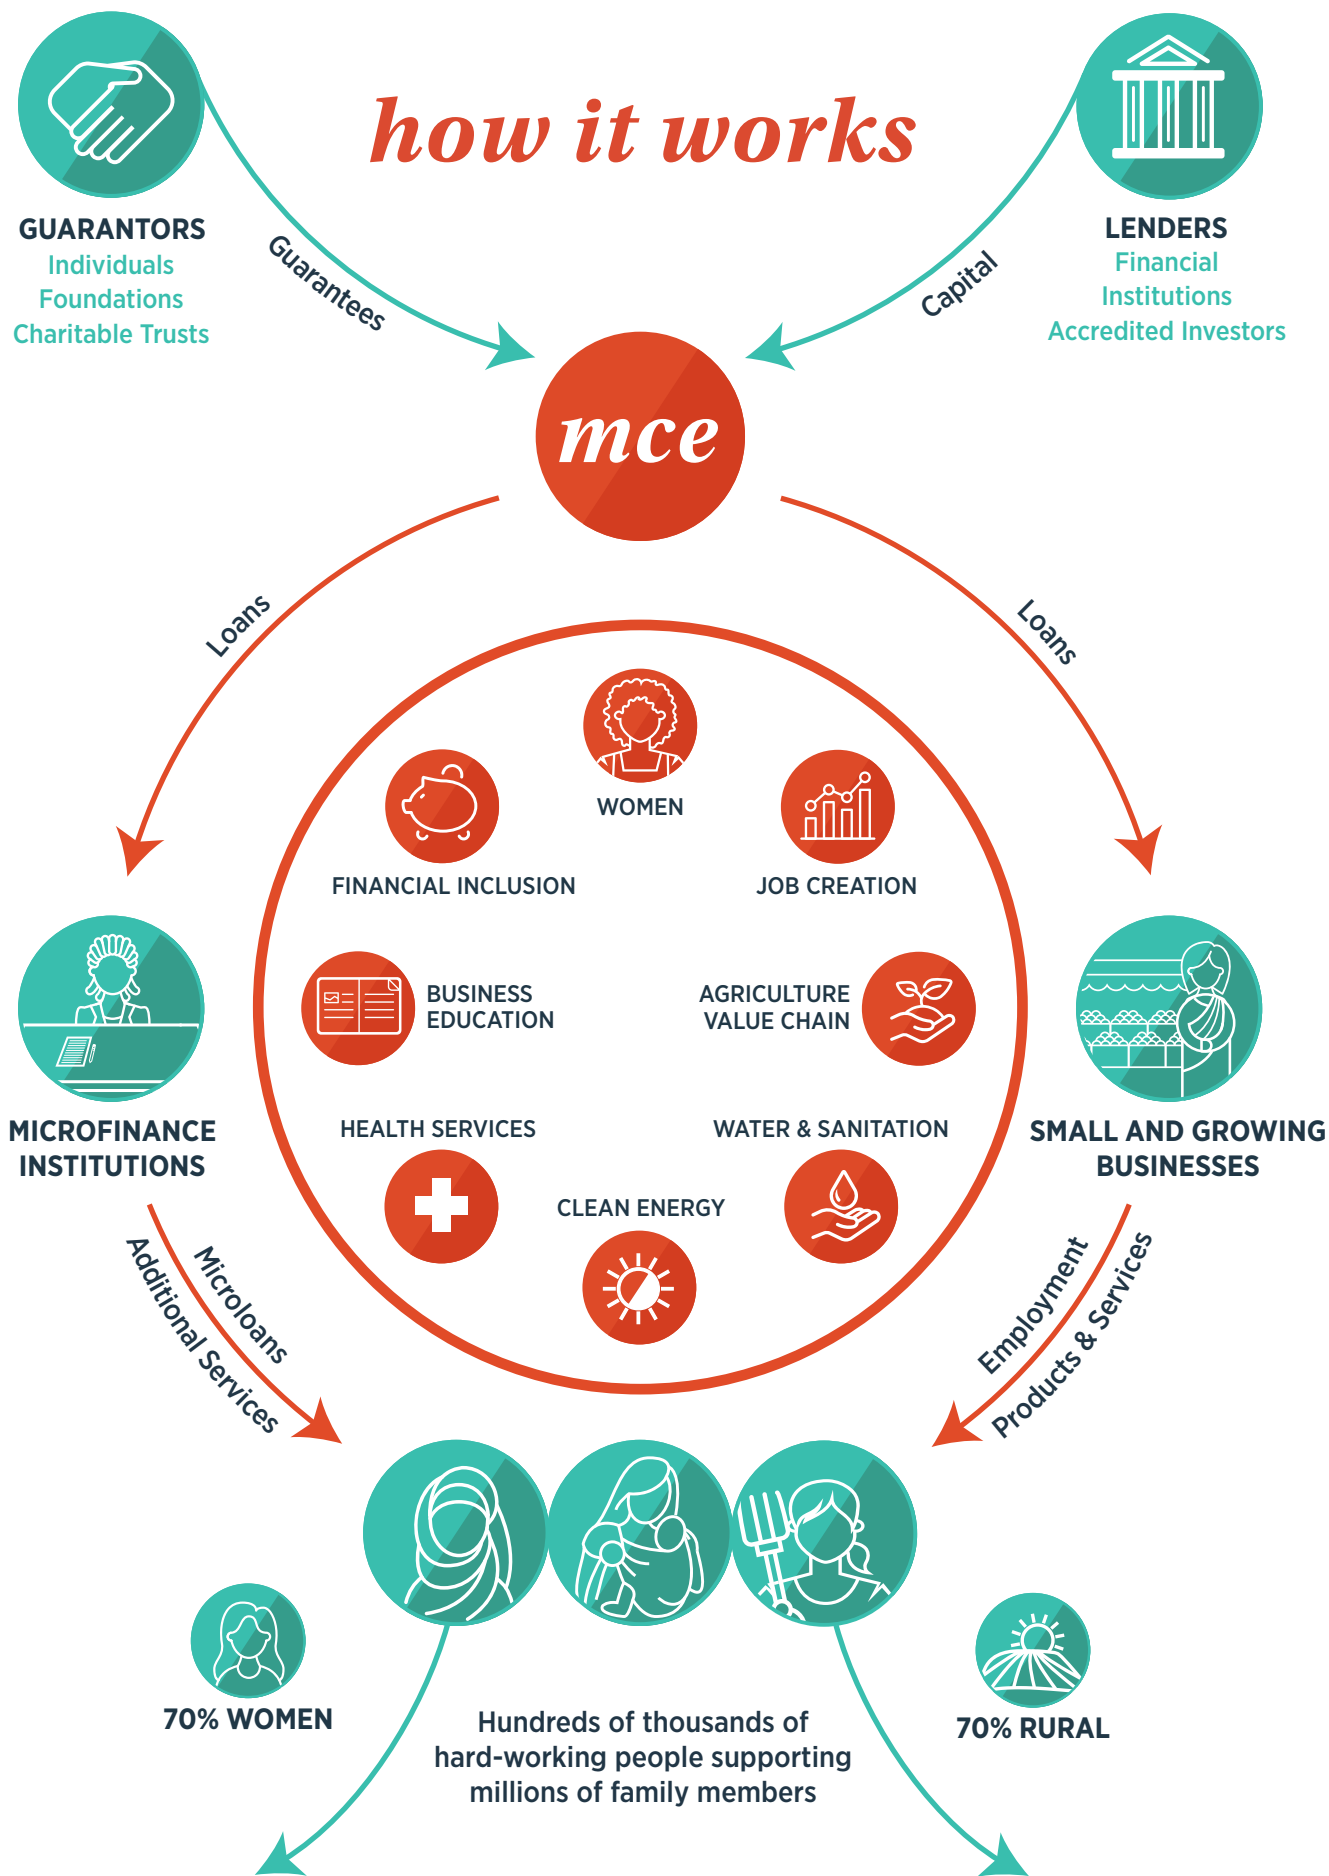 how it works
GUARANTORS
Individuals
Foundations
Charitable Trusts
Guarantees
LENDERS
Financial
Institutions
Accredited Investors
Capital
mce
Loans
Loans
WOMEN
FINANCIAL INCLUSION
JOB CREATION
BUSINESS
EDUCATION
AGRICULTURE
VALUE CHAIN
HEALTH SERVICES
WATER & SANITATION
CLEAN ENERGY
MICROFINANCE
INSTITUTIONS
SMALL AND GROWING
BUSINESSES
Microloans
Additional Services
Employment
Products & Services
70% WOMEN
Hundreds of thousands of
hard-working people supporting
millions of family members
70% RURAL